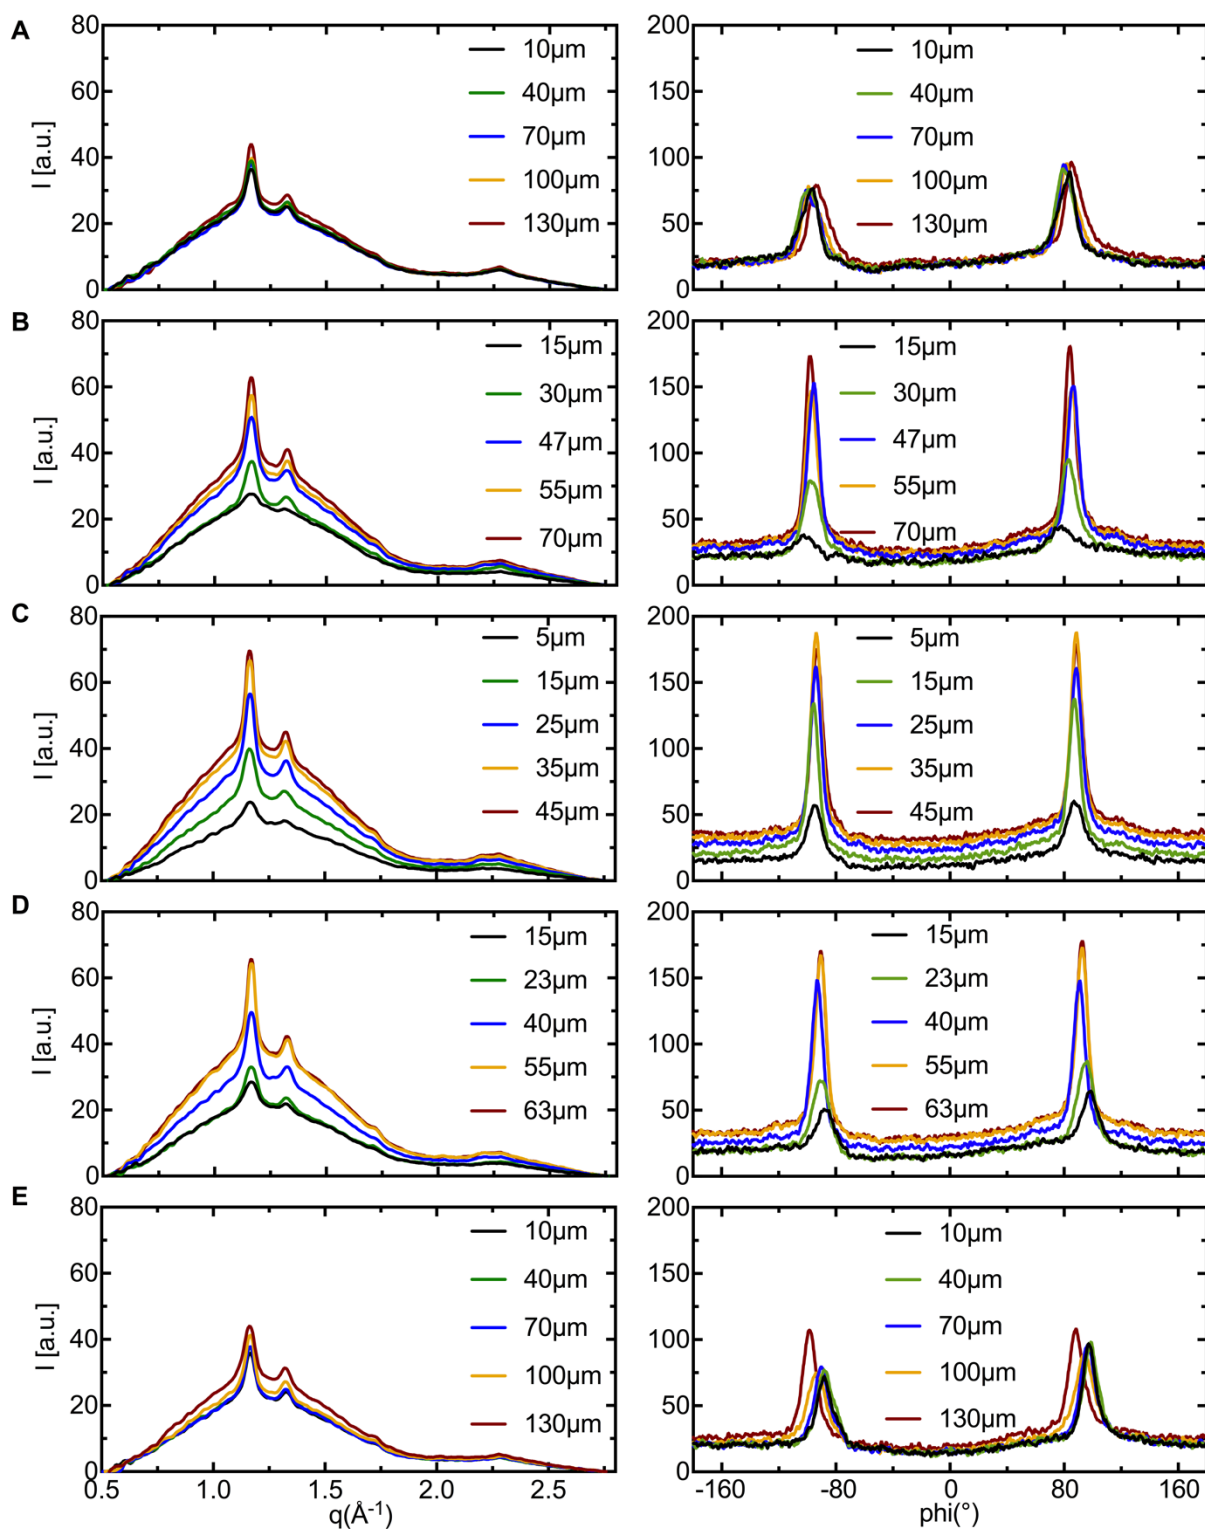 A
80
60
40
20
0
I [a.u.]
10µm
40µm
70µm
100µm
130µm
200
150
100
50
0
10µm
40µm
70µm
100µm
130µm
B
80
60
40
20
0
I [a.u.]
15µm
30µm
47µm
55µm
70µm
200
150
100
50
0
15µm
30µm
47µm
55µm
70µm
C
80
60
40
20
0
I [a.u.]
5µm
15µm
25µm
35µm
45µm
200
150
100
50
0
5µm
15µm
25µm
35µm
45µm
D
80
60
40
20
0
I [a.u.]
15µm
23µm
40µm
55µm
63µm
200
150
100
50
0
15µm
23µm
40µm
55µm
63µm
E
80
60
40
20
0
I [a.u.]
10µm
40µm
70µm
100µm
130µm
0.5 1.0 1.5 2.0 2.5
q(Å⁻¹)
200
150
100
50
0
10µm
40µm
70µm
100µm
130µm
-160 -80 0 80 160
phi(°)